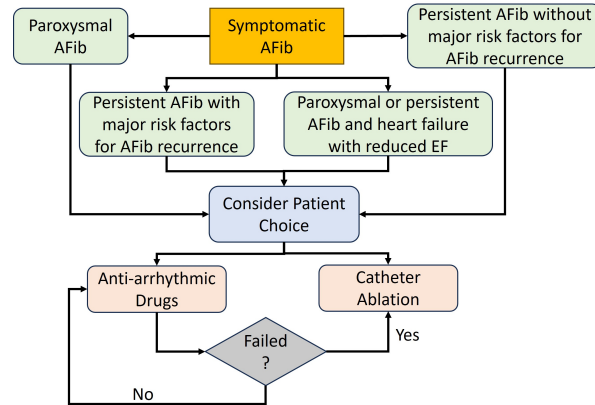 Paroxysmal
AFib
Symptomatic
AFib
Persistent AFib without
major risk factors for
AFib recurrence
Persistent AFib with
major risk factors
for AFib recurrence
Paroxysmal or persistent
AFib and heart failure
with reduced EF
Consider Patient
Choice
Anti-arrhythmic
Drugs
Catheter
Ablation
Failed
?
Yes
No